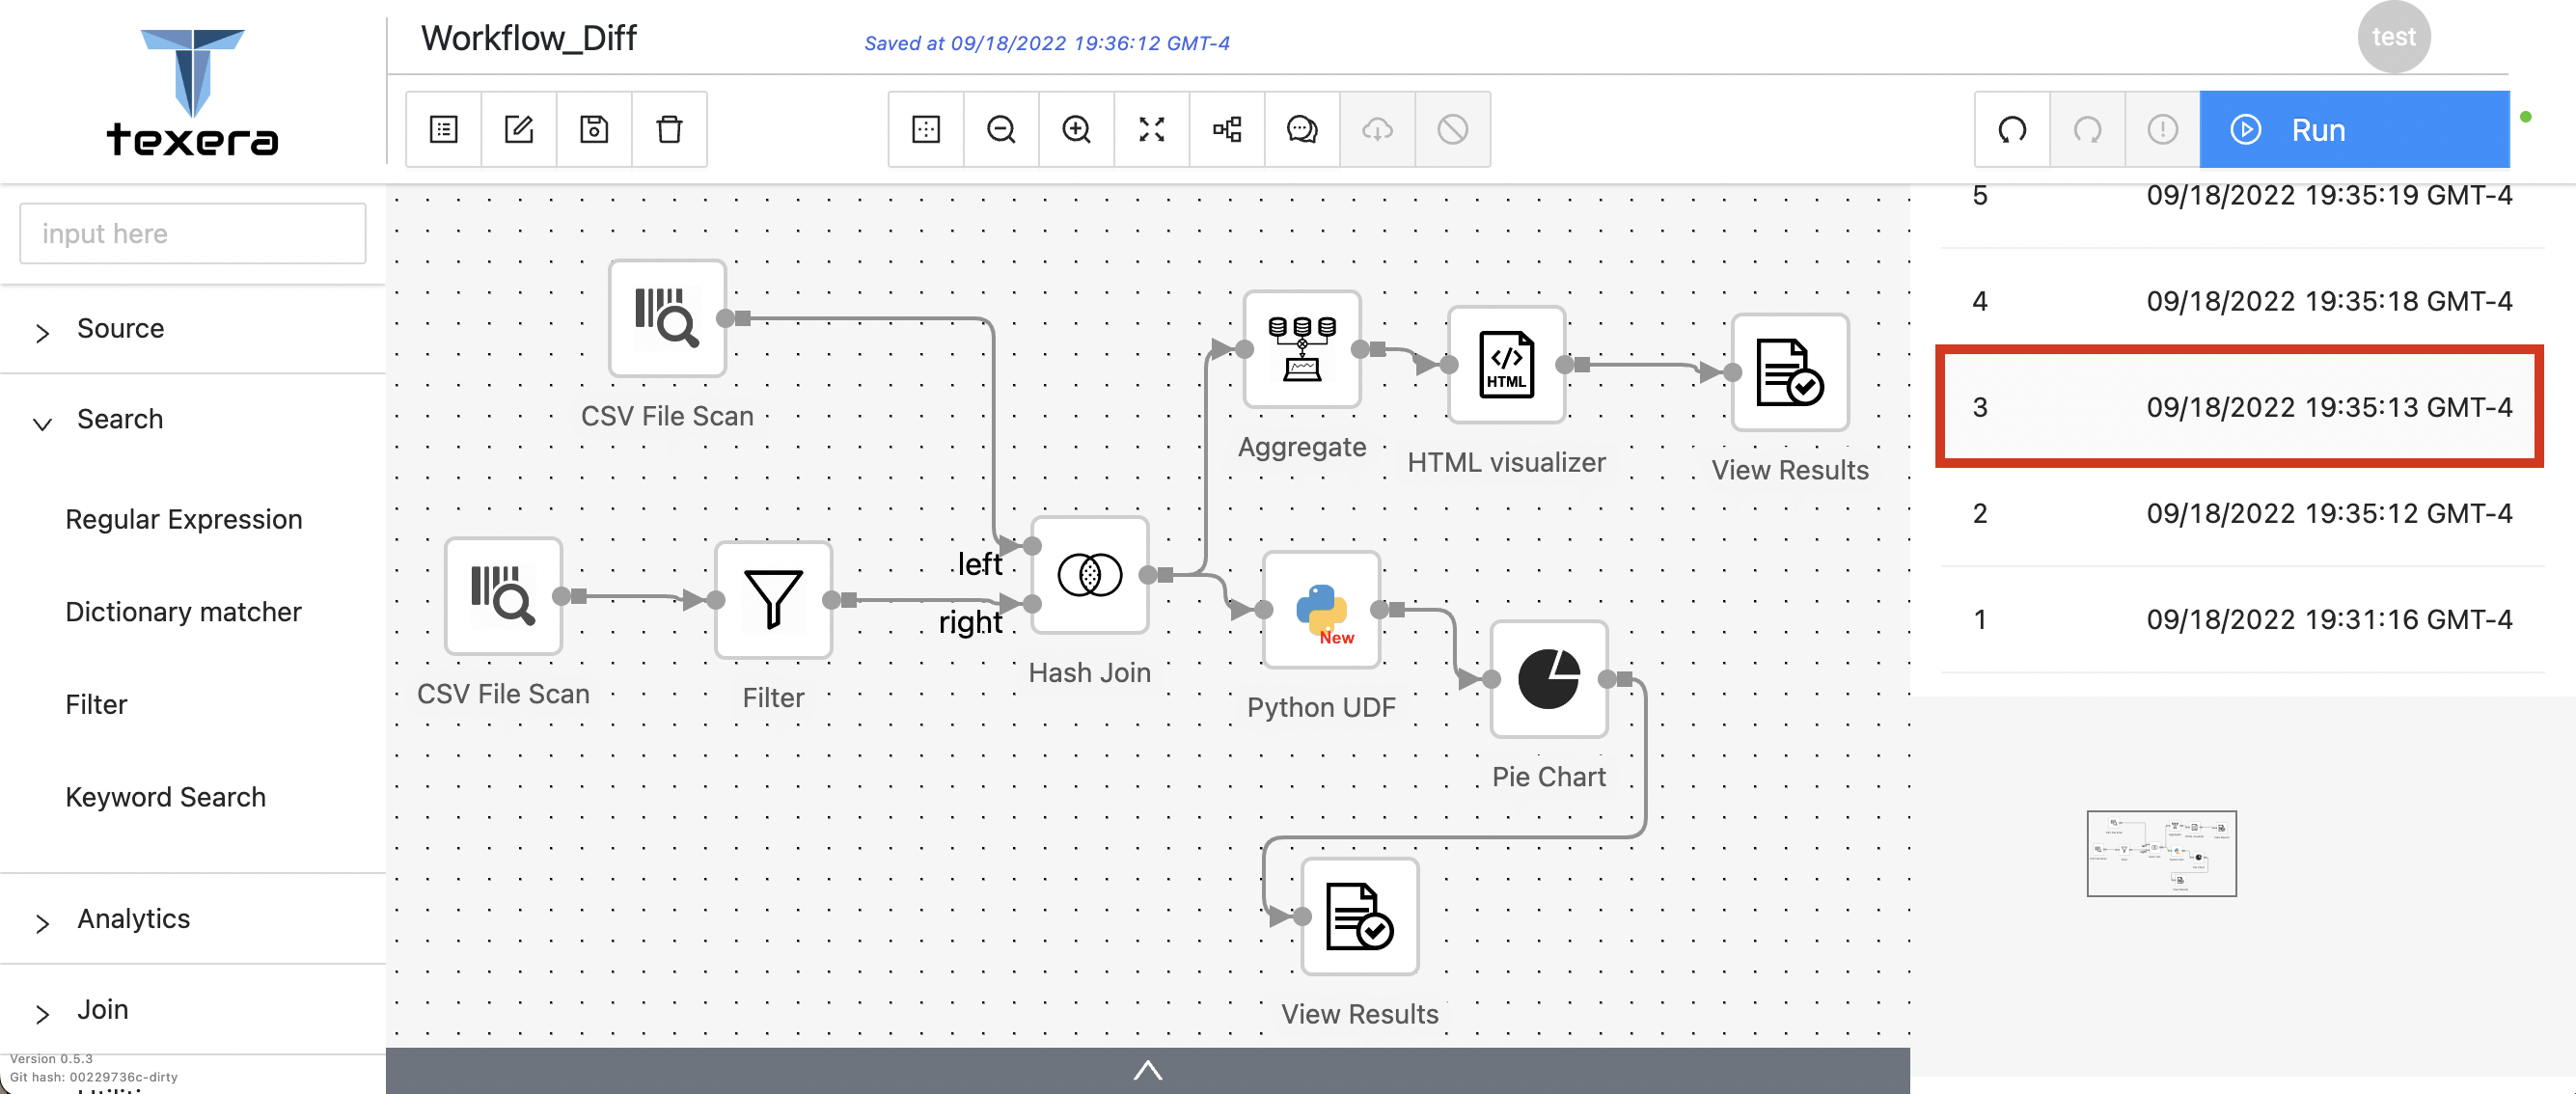 texera
Workflow_Diff
Saved at 09/18/2022 19:36:12 GMT-4
test
Run
input here
Source
Search
Regular Expression
Dictionary matcher
Filter
Keyword Search
Analytics
Join
Version 0.5.3
Git hash: 00229736c-dirty
CSV File Scan
CSV File Scan
Filter
left
right
Hash Join
Aggregate
HTML
HTML visualizer
View Results
New
Python UDF
Pie Chart
View Results
5 09/18/2022 19:35:19 GMT-4
4 09/18/2022 19:35:18 GMT-4
3 09/18/2022 19:35:13 GMT-4
2 09/18/2022 19:35:12 GMT-4
1 09/18/2022 19:31:16 GMT-4